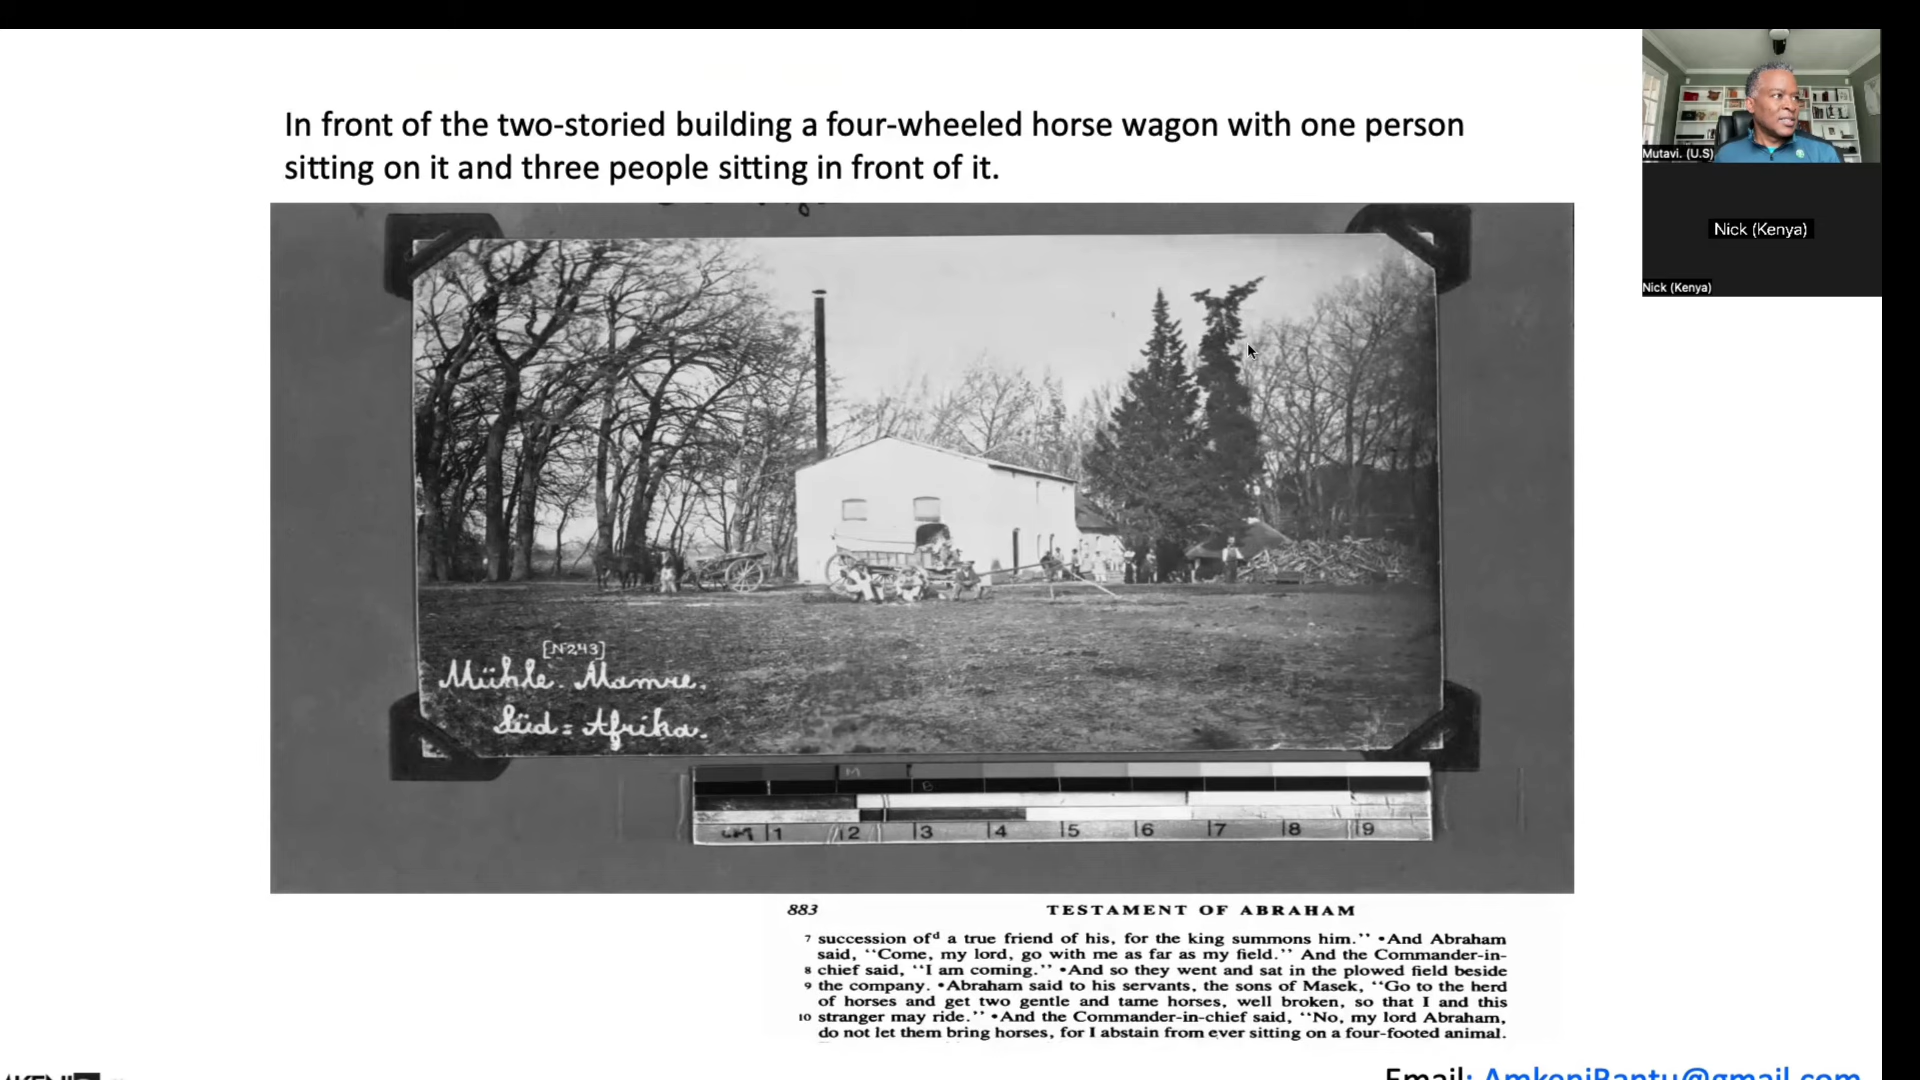 In front of the two-storied building a four-wheeled horse wagon with one person
sitting on it and three people sitting in front of it.
Mutavi. (U.S)
Nick (Kenya)
Nick (Kenya)
[N243]
Mühle. Mamre.
Süd = Afrika.
M
B
CM 1 2 3 4 5 6 7 8 9
883 TESTAMENT OF ABRAHAM
7 succession ofᵈ a true friend of his, for the king summons him.” •And Abraham
said, “Come, my lord, go with me as far as my field.” And the Commander-in-
8 chief said, “I am coming.” •And so they went and sat in the plowed field beside
9 the company. •Abraham said to his servants, the sons of Masek, “Go to the herd
of horses and get two gentle and tame horses, well broken, so that I and this
10 stranger may ride.” •And the Commander-in-chief said, “No, my lord Abraham,
do not let them bring horses, for I abstain from ever sitting on a four-footed animal.
Email: AmkeniBantu@gmail.com